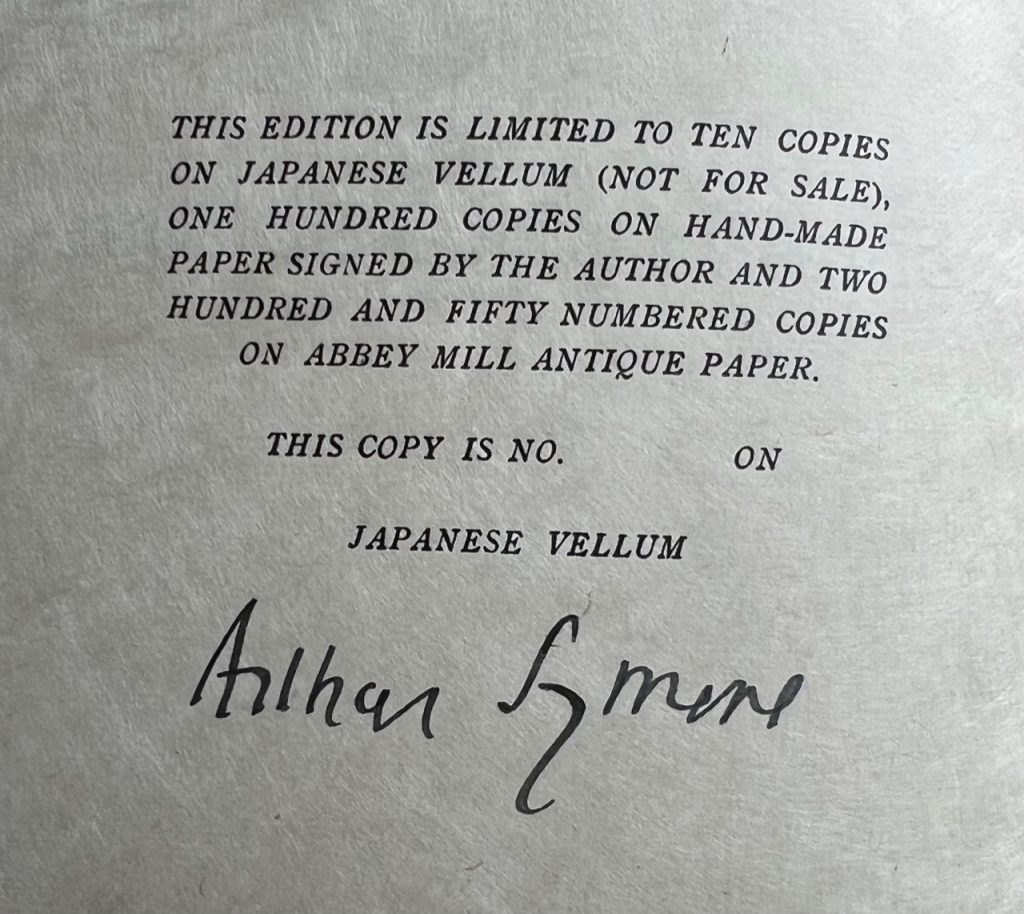 THIS EDITION IS LIMITED TO TEN COPIES
ON JAPANESE VELLUM (NOT FOR SALE),
ONE HUNDRED COPIES ON HAND-MADE
PAPER SIGNED BY THE AUTHOR AND TWO
HUNDRED AND FIFTY NUMBERED COPIES
ON ABBEY MILL ANTIQUE PAPER.
THIS COPY IS NO. ON
JAPANESE VELLUM
Arthur Symons